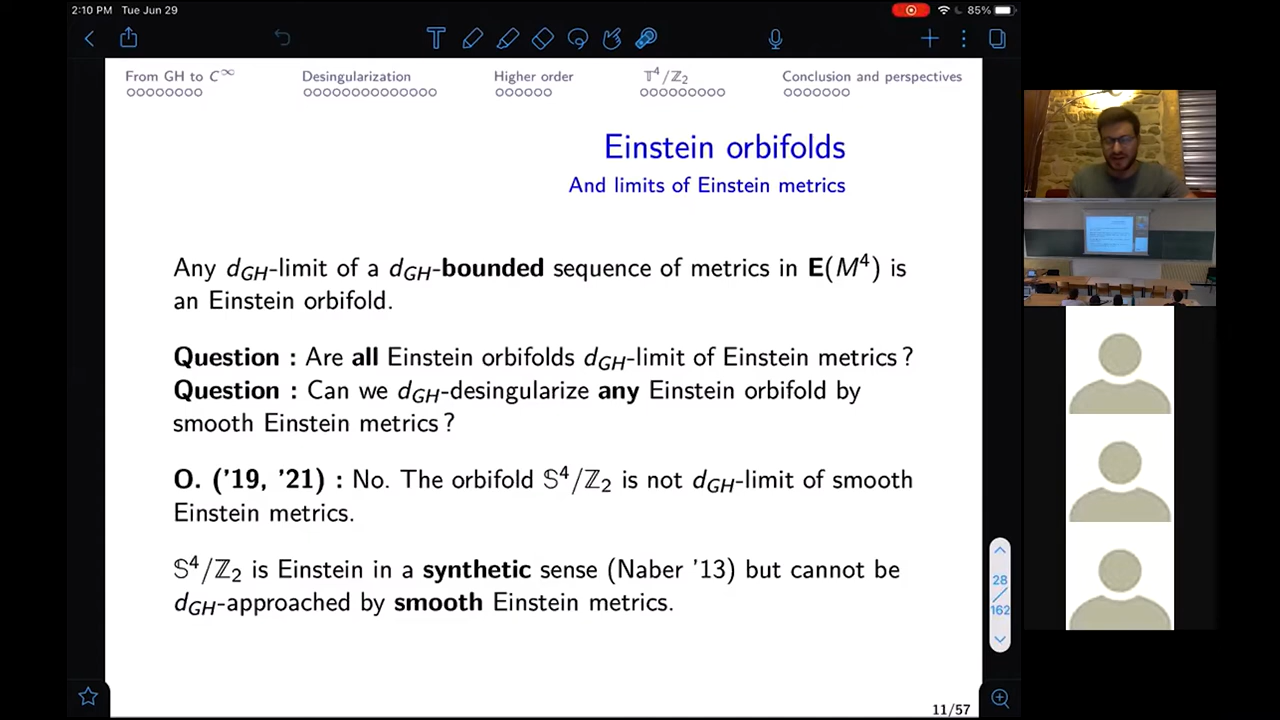 2:10 PM Tue Jun 29
85%
From GH to C^∞ Desingularization Higher order 𝕋⁴/ℤ₂ Conclusion and perspectives
Einstein orbifolds
And limits of Einstein metrics
Any d_GH-limit of a d_GH-bounded sequence of metrics in E(M⁴) is
an Einstein orbifold.
Question : Are all Einstein orbifolds d_GH-limit of Einstein metrics ?
Question : Can we d_GH-desingularize any Einstein orbifold by
smooth Einstein metrics ?
O. ('19, '21) : No. The orbifold 𝕊⁴/ℤ₂ is not d_GH-limit of smooth
Einstein metrics.
𝕊⁴/ℤ₂ is Einstein in a synthetic sense (Naber '13) but cannot be
d_GH-approached by smooth Einstein metrics.
28
/
162
11/57